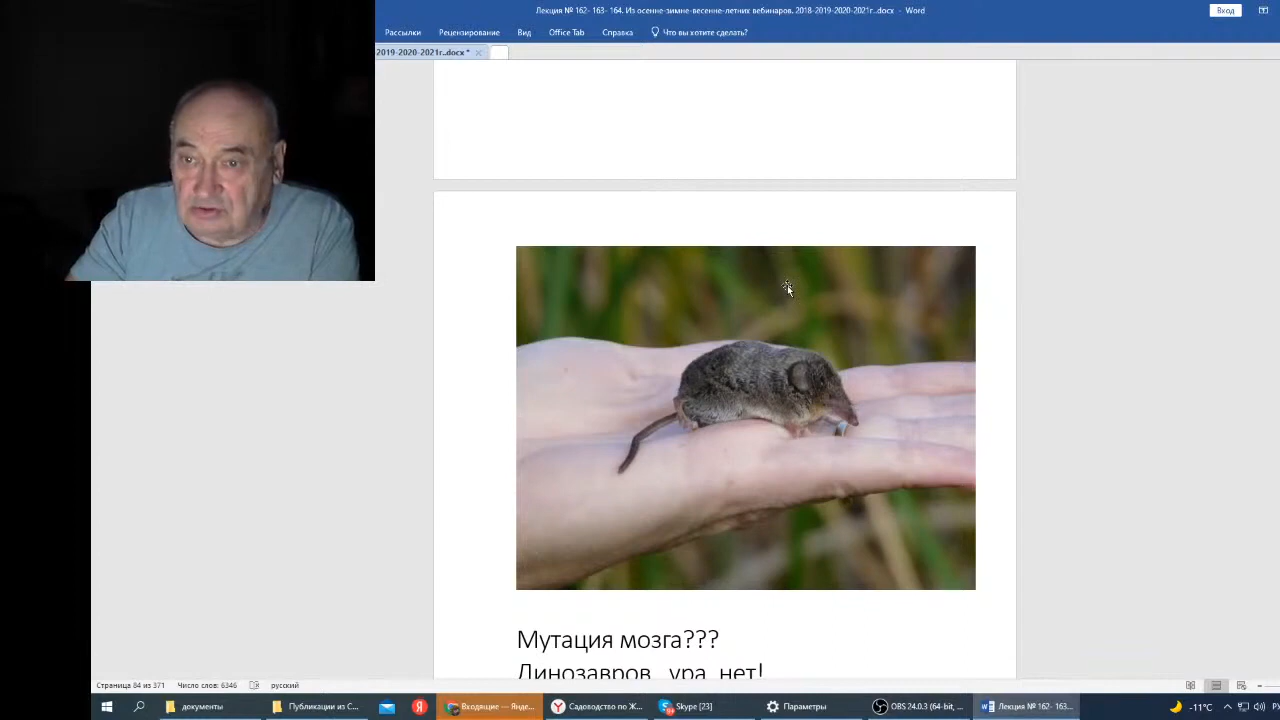 Лекция № 162- 163- 164. Из осенне-зимне-весенне-летних вебинаров. 2018-2019-2020-2021г..docx - Word
Вход
Рассылки Рецензирование Вид Office Tab Справка Что вы хотите сделать?
2019-2020-2021г..docx *
Мутация мозга???
Динозавров ура нет!
Страница 84 из 371 Число слов: 6346 русский
документы Публикации из С... Входящие — Янде... Садоводство по Ж... Skype [23] Параметры OBS 24.0.3 (64-bit, ... Лекция № 162- 163...